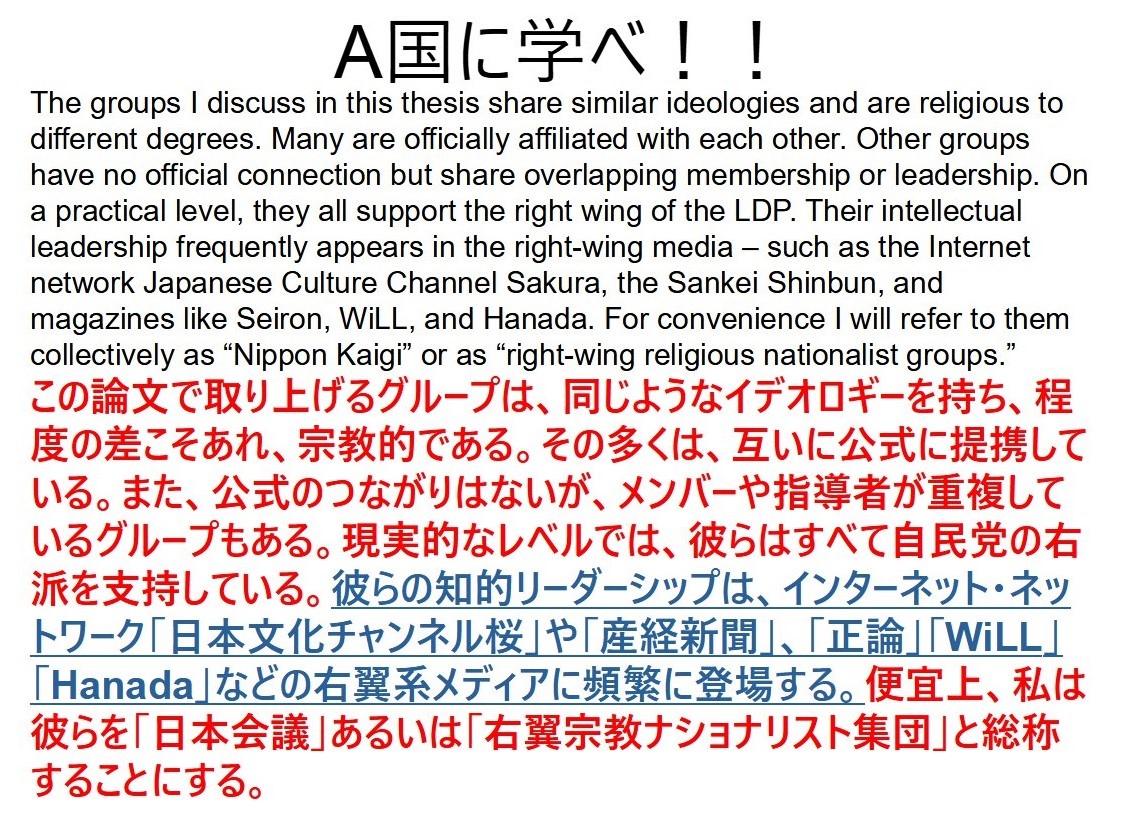 A国に学べ！！
The groups I discuss in this thesis share similar ideologies and are religious to
different degrees. Many are officially affiliated with each other. Other groups
have no official connection but share overlapping membership or leadership. On
a practical level, they all support the right wing of the LDP. Their intellectual
leadership frequently appears in the right-wing media – such as the Internet
network Japanese Culture Channel Sakura, the Sankei Shinbun, and
magazines like Seiron, WiLL, and Hanada. For convenience I will refer to them
collectively as “Nippon Kaigi” or as “right-wing religious nationalist groups.”
この論文で取り上げるグループは、同じようなイデオロギーを持ち、程
度の差こそあれ、宗教的である。その多くは、互いに公式に提携して
いる。また、公式のつながりはないが、メンバーや指導者が重複して
いるグループもある。現実的なレベルでは、彼らはすべて自民党の右
派を支持している。彼らの知的リーダーシップは、インターネット・ネッ
トワーク「日本文化チャンネル桜」や「産経新聞」、「正論」「WiLL」
「Hanada」などの右翼系メディアに頻繁に登場する。便宜上、私は
彼らを「日本会議」あるいは「右翼宗教ナショナリスト集団」と総称
することにする。